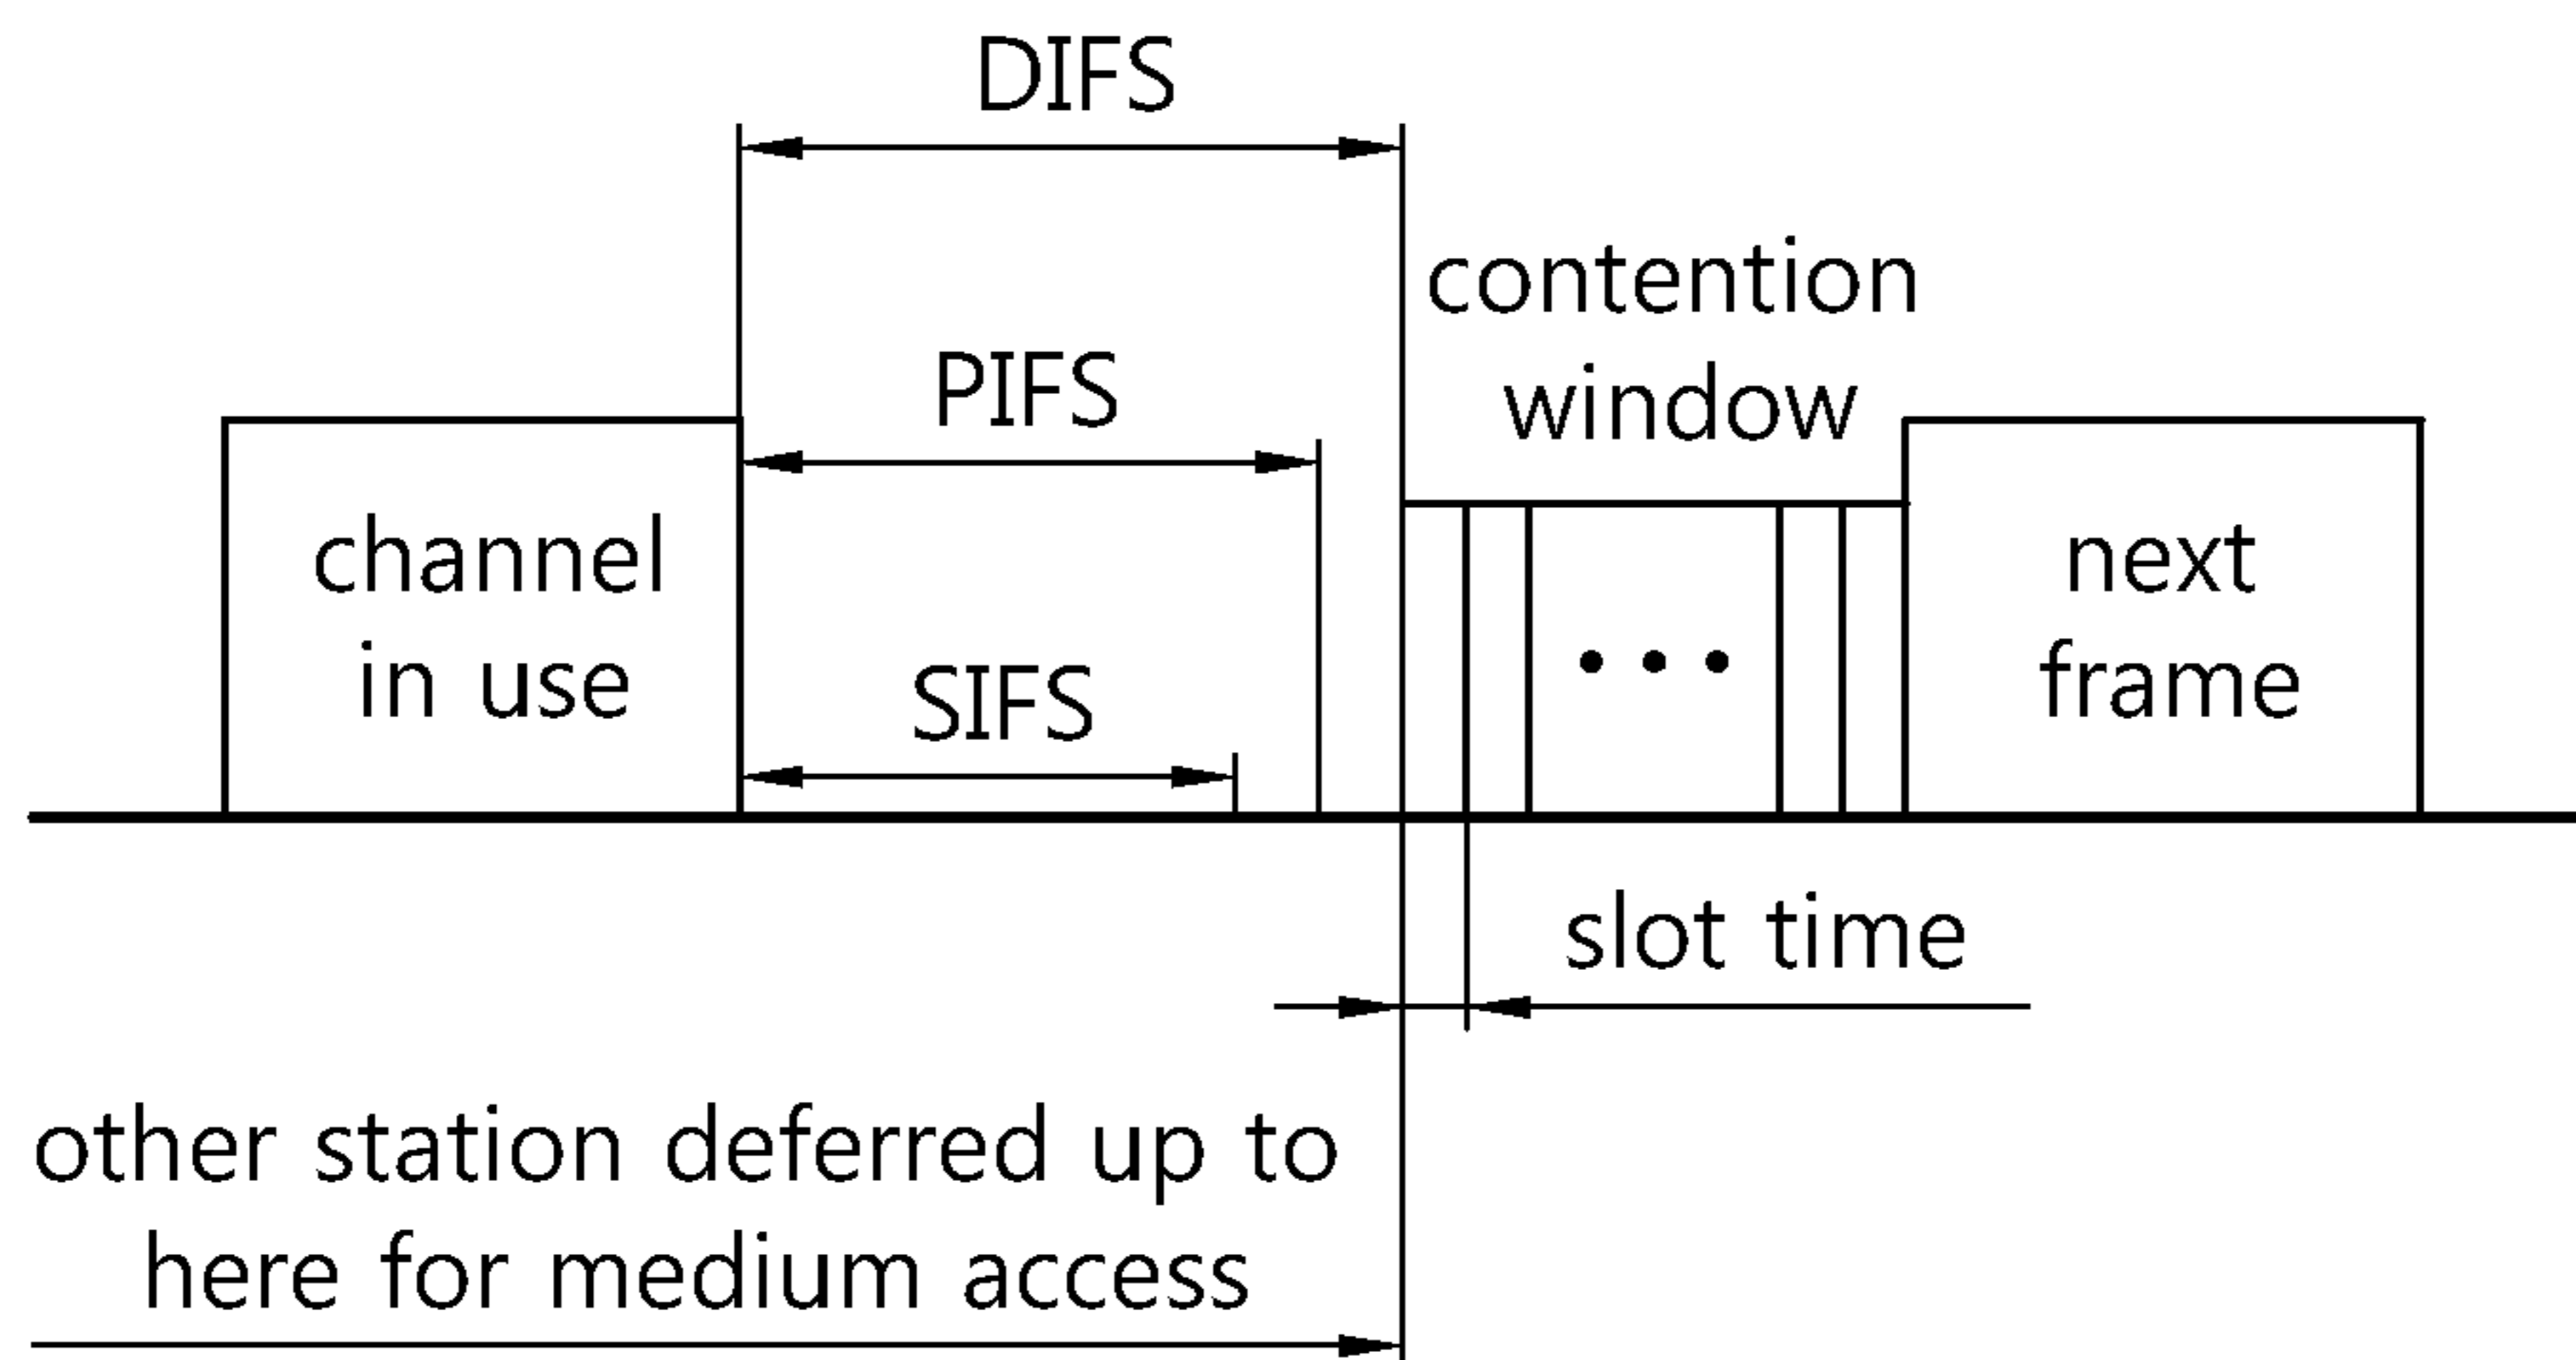 DIFS
contention
window
PIFS
channel
in use
SIFS
next
frame
slot time
other station deferred up to
here for medium access